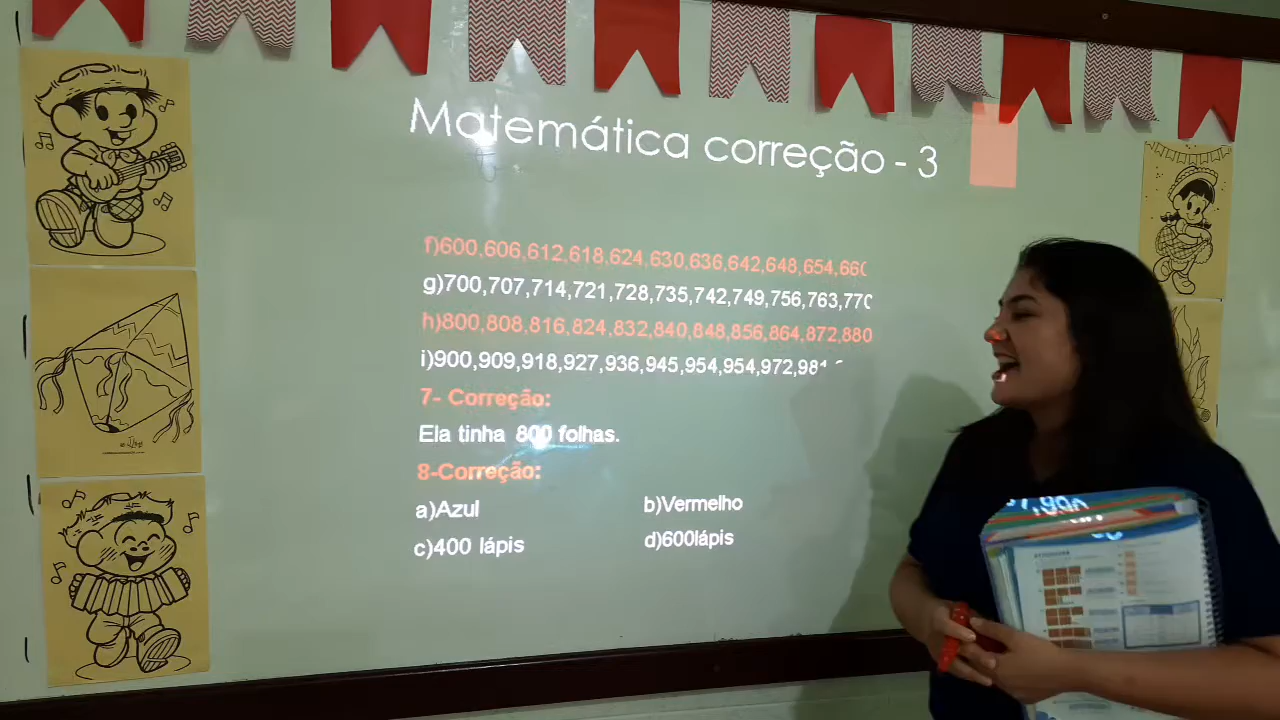 Matemática correção - 3
f)600,606,612,618,624,630,636,642,648,654,660
g)700,707,714,721,728,735,742,749,756,763,770
h)800,808,816,824,832,840,848,856,864,872,880
i)900,909,918,927,936,945,954,954,972,981
7- Correção:
Ela tinha 800 folhas.
8-Correção:
a)Azul b)Vermelho
c)400 lápis d)600lápis